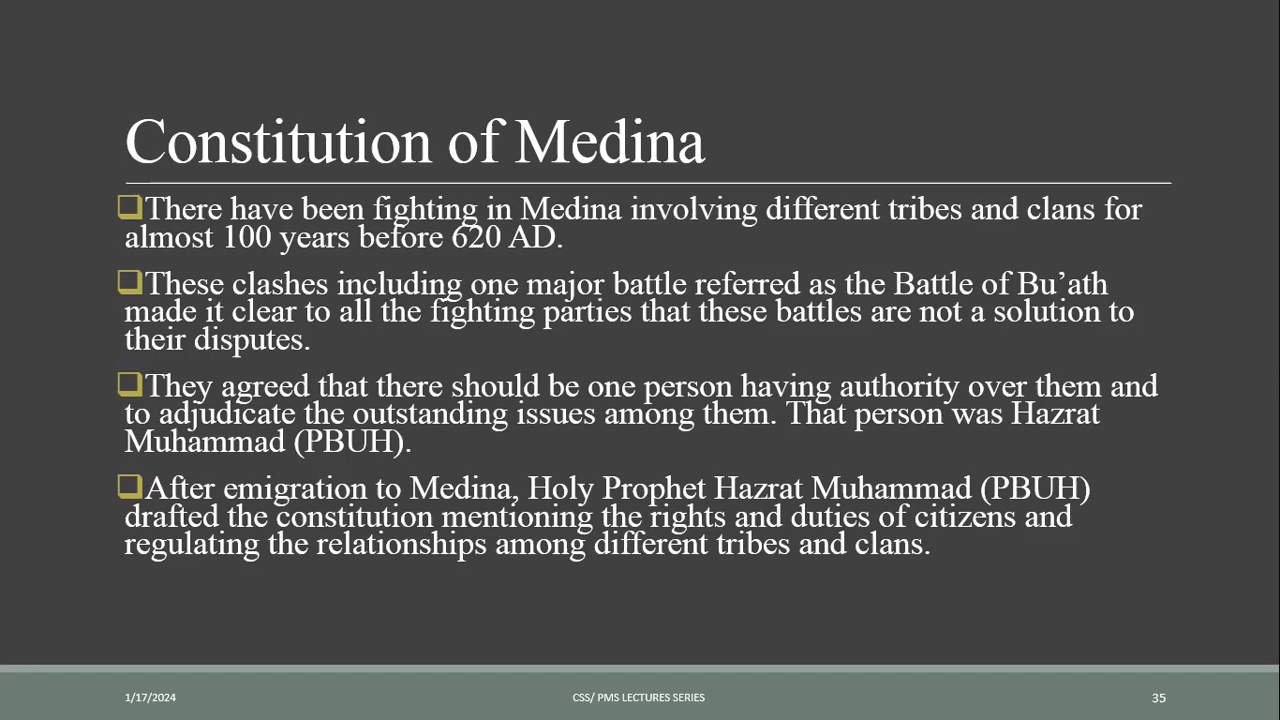 Constitution of Medina
There have been fighting in Medina involving different tribes and clans for
almost 100 years before 620 AD.
These clashes including one major battle referred as the Battle of Bu’ath
made it clear to all the fighting parties that these battles are not a solution to
their disputes.
They agreed that there should be one person having authority over them and
to adjudicate the outstanding issues among them. That person was Hazrat
Muhammad (PBUH).
After emigration to Medina, Holy Prophet Hazrat Muhammad (PBUH)
drafted the constitution mentioning the rights and duties of citizens and
regulating the relationships among different tribes and clans.
1/17/2024
CSS/ PMS LECTURES SERIES
35